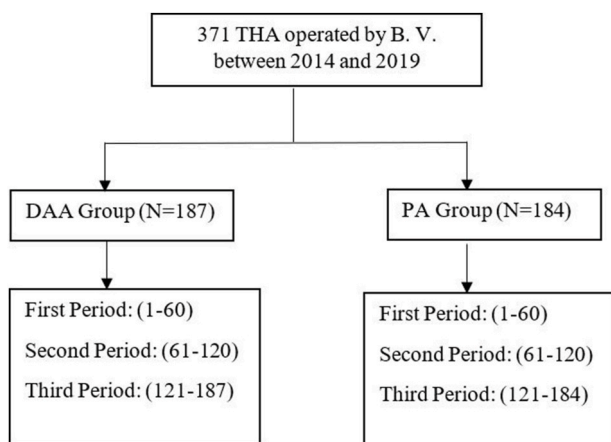 371 THA operated by B. V.
between 2014 and 2019
DAA Group (N=187)
PA Group (N=184)
First Period: (1-60)
Second Period: (61-120)
Third Period: (121-187)
First Period: (1-60)
Second Period: (61-120)
Third Period: (121-184)